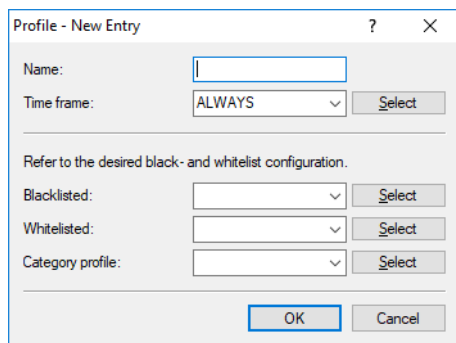 Profile - New Entry ?
Name:
Time frame: ALWAYS Select
Refer to the desired black- and whitelist configuration.
Blacklisted: Select
Whitelisted: Select
Category profile: Select
OK Cancel